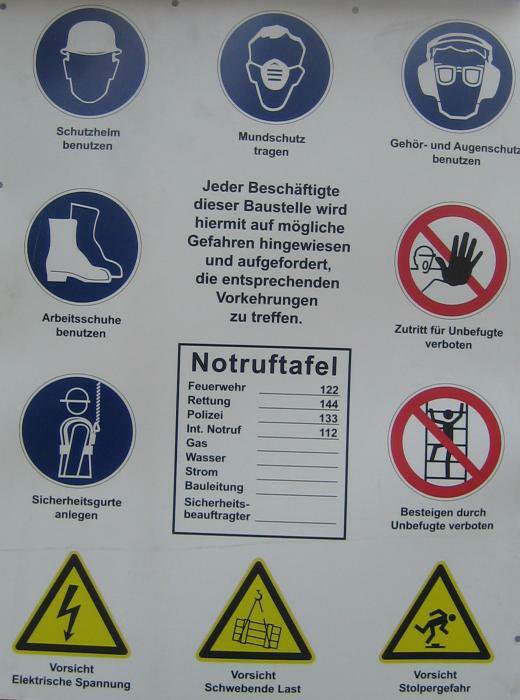 Schutzhelm
benutzen
Mundschutz
tragen
Gehör- und Augenschutz
benutzen
Jeder Beschäftigte
dieser Baustelle wird
hiermit auf mögliche
Gefahren hingewiesen
und aufgefordert,
die entsprechenden
Vorkehrungen
zu treffen.
Arbeitsschuhe
benutzen
Zutritt für Unbefugte
verboten
Notruftafel
Feuerwehr 122
Rettung 144
Polizei 133
Int. Notruf 112
Gas
Wasser
Strom
Bauleitung
Sicherheits-
beauftragter
Sicherheitsgurte
anlegen
Besteigen durch
Unbefugte verboten
Vorsicht
Elektrische Spannung
Vorsicht
Schwebende Last
Vorsicht
Stolpergefahr